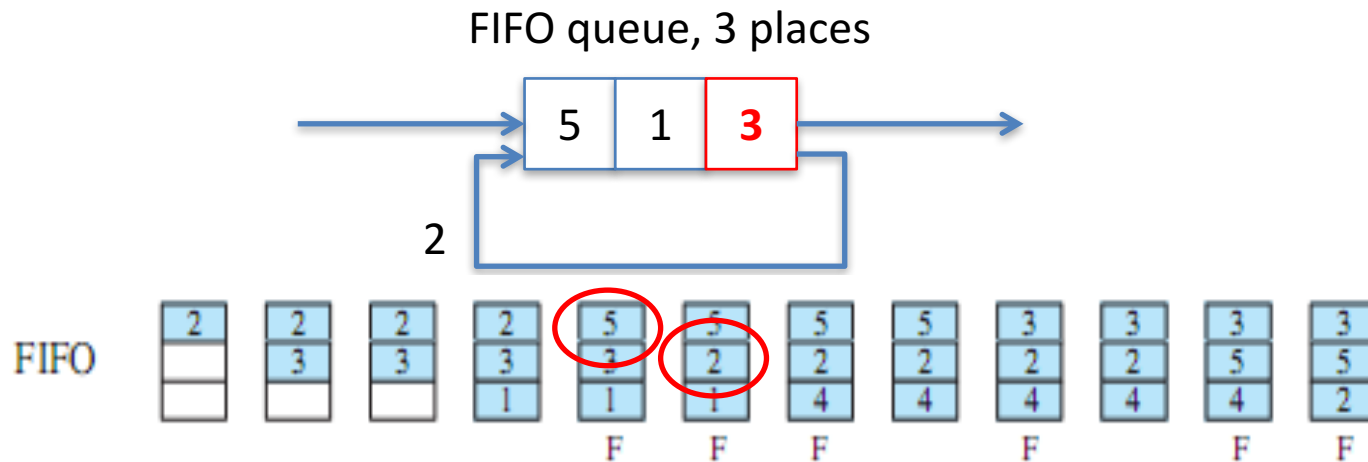 FIFO queue, 3 places
5 1 3
2
2 2 2 2 5 5 5 5 3 3 3 3
FIFO 3 3 3 3 2 2 2 2 2 5 5
1 1 1 4 4 4 4 4 2
F F F F F F